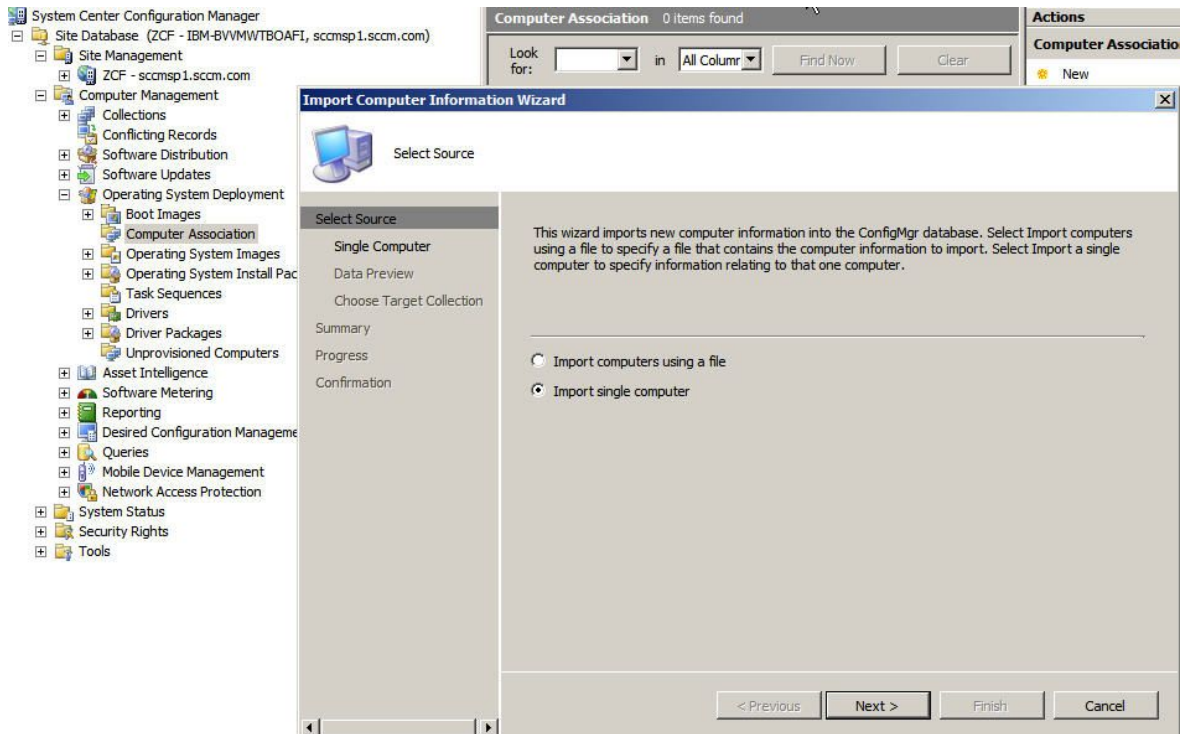 System Center Configuration Manager
Site Database (ZCF - IBM-BVVMWTBOAFI, sccmsp1.sccm.com)
Site Management
ZCF - sccmsp1.sccm.com
Computer Management
Collections
Conflicting Records
Software Distribution
Software Updates
Operating System Deployment
Boot Images
Computer Association
Operating System Images
Operating System Install Pac
Task Sequences
Drivers
Driver Packages
Unprovisioned Computers
Asset Intelligence
Software Metering
Reporting
Desired Configuration Manageme
Queries
Mobile Device Management
Network Access Protection
System Status
Security Rights
Tools
Computer Association 0 items found
Look for:
in
All Columr
Find Now
Clear
Actions
Computer Associatio
New
Import Computer Information Wizard
Select Source
Select Source
Single Computer
Data Preview
Choose Target Collection
Summary
Progress
Confirmation
This wizard imports new computer information into the ConfigMgr database. Select Import computers
using a file to specify a file that contains the computer information to import. Select Import a single
computer to specify information relating to that one computer.
Import computers using a file
Import single computer
< Previous
Next >
Finish
Cancel